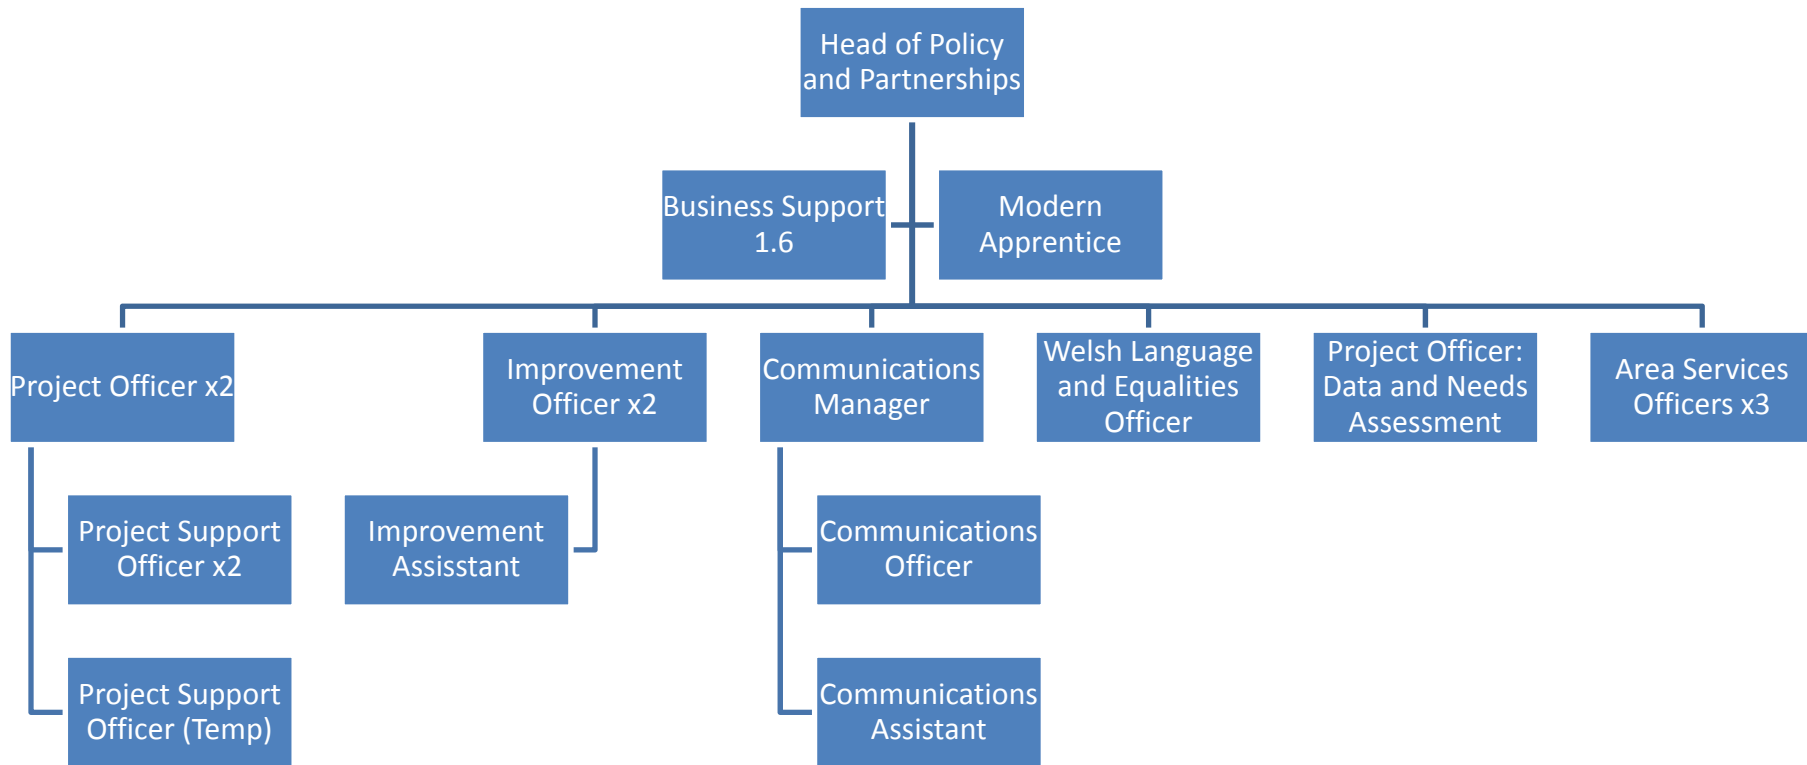 Head of Policy
and Partnerships
Business Support
1.6
Modern
Apprentice
Project Officer x2
Improvement
Officer x2
Communications
Manager
Welsh Language
and Equalities
Officer
Project Officer:
Data and Needs
Assessment
Area Services
Officers x3
Project Support
Officer x2
Improvement
Assisstant
Communications
Officer
Project Support
Officer (Temp)
Communications
Assistant